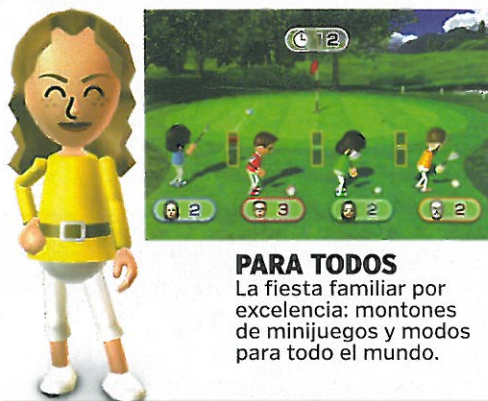 12
2
3
2
2
PARA TODOS
La fiesta familiar por
excelencia: montones
de minijuegos y modos
para todo el mundo.